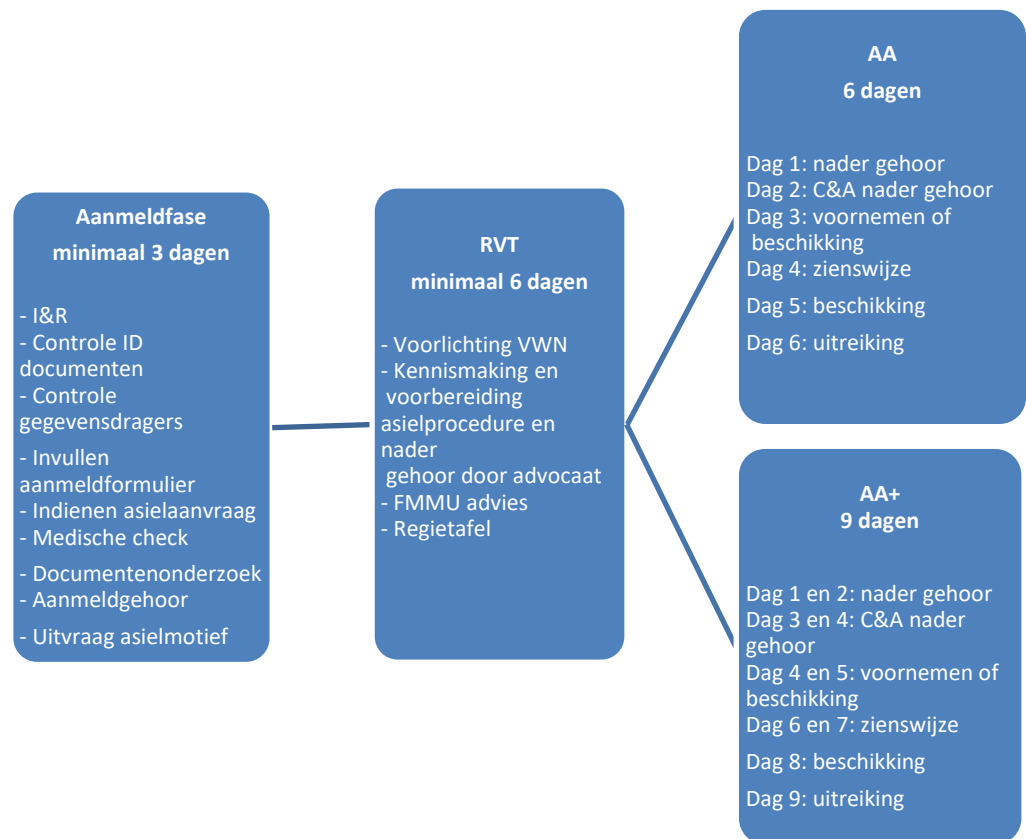 Aanmeldfase
minimaal 3 dagen
- I&R
- Controle ID
documenten
- Controle
gegevensdragers
- Invullen
aanmeldformulier
- Indienen asielaanvraag
- Medische check
- Documentenonderzoek
- Aanmeldgehoor
- Uitvraag asielmotief
RVT
minimaal 6 dagen
- Voorlichting VWN
- Kennismaking en
voorbereiding
asielprocedure en
nader
gehoor door advocaat
- FMMU advies
- Regietafel
AA
6 dagen
Dag 1: nader gehoor
Dag 2: C&A nader gehoor
Dag 3: voornemen of
beschikking
Dag 4: zienswijze
Dag 5: beschikking
Dag 6: uitreiking
AA+
9 dagen
Dag 1 en 2: nader gehoor
Dag 3 en 4: C&A nader
gehoor
Dag 4 en 5: voornemen of
beschikking
Dag 6 en 7: zienswijze
Dag 8: beschikking
Dag 9: uitreiking